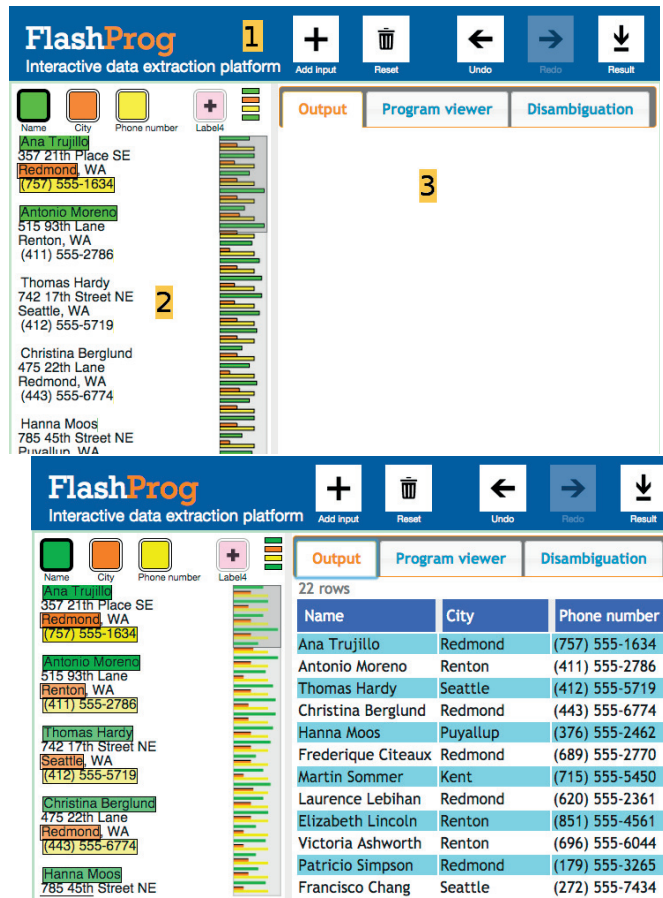 FlashProg 1
Interactive data extraction platform
Add input Reset Undo Redo Result
Name City Phone number Label4
Output Program viewer Disambiguation
Ana Trujillo
357 21th Place SE
Redmond, WA
(757) 555-1634
3
Antonio Moreno
515 93th Lane
Renton, WA
(411) 555-2786
Thomas Hardy
742 17th Street NE
2
Seattle, WA
(412) 555-5719
Christina Berglund
475 22th Lane
Redmond, WA
(443) 555-6774
Hanna Moos
785 45th Street NE
Puyallup, WA
FlashProg
Interactive data extraction platform
Add input Reset Undo Redo Result
Name City Phone number Label4
Ana Trujillo
357 21th Place SE
Redmond, WA
(757) 555-1634
Antonio Moreno
515 93th Lane
Renton, WA
(411) 555-2786
Thomas Hardy
742 17th Street NE
Seattle, WA
(412) 555-5719
Christina Berglund
475 22th Lane
Redmond, WA
(443) 555-6774
Hanna Moos
785 45th Street NE
Output Program viewer Disambiguation
22 rows
Name City Phone number
Ana Trujillo Redmond (757) 555-1634
Antonio Moreno Renton (411) 555-2786
Thomas Hardy Seattle (412) 555-5719
Christina Berglund Redmond (443) 555-6774
Hanna Moos Puyallup (376) 555-2462
Frederique Citeaux Redmond (689) 555-2770
Martin Sommer Kent (715) 555-5450
Laurence Lebihan Redmond (620) 555-2361
Elizabeth Lincoln Renton (851) 555-4561
Victoria Ashworth Renton (696) 555-6044
Patricio Simpson Redmond (179) 555-3265
Francisco Chang Seattle (272) 555-7434